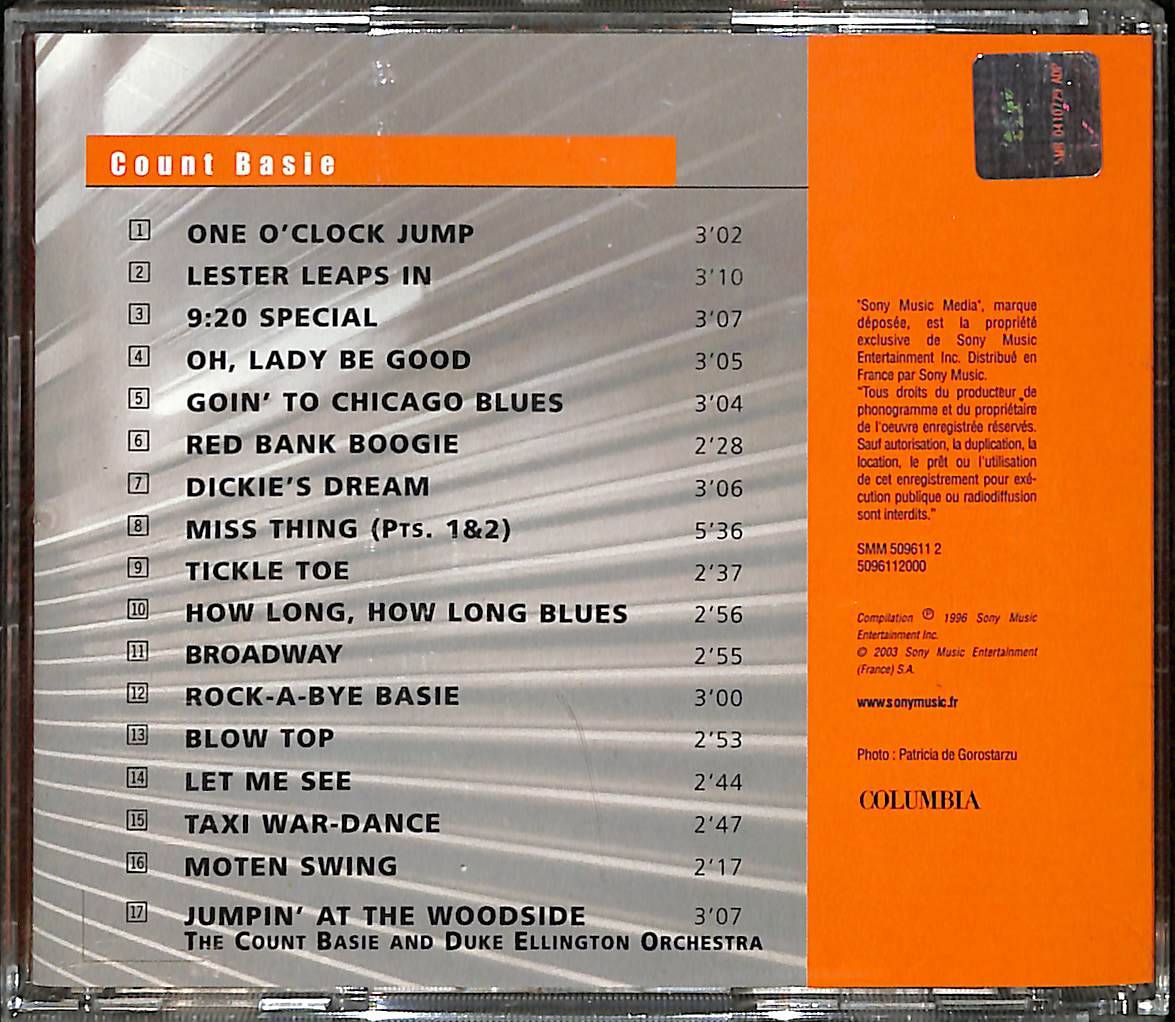 Count Basie
1 ONE O'CLOCK JUMP 3'02
2 LESTER LEAPS IN 3'10
3 9:20 SPECIAL 3'07
4 OH, LADY BE GOOD 3'05
5 GOIN' TO CHICAGO BLUES 3'04
6 RED BANK BOOGIE 2'28
7 DICKIE'S DREAM 3'06
8 MISS THING (PTS. 1&2) 5'36
9 TICKLE TOE 2'37
10 HOW LONG, HOW LONG BLUES 2'56
11 BROADWAY 2'55
12 ROCK-A-BYE BASIE 3'00
13 BLOW TOP 2'53
14 LET ME SEE 2'44
15 TAXI WAR-DANCE 2'47
16 MOTEN SWING 2'17
17 JUMPIN' AT THE WOODSIDE 3'07
THE COUNT BASIE AND DUKE ELLINGTON ORCHESTRA
"Sony Music Media", marque
déposée, est la propriété
exclusive de Sony Music
Entertainment Inc. Distribué en
France par Sony Music.
"Tous droits du producteur de
phonogramme et du propriétaire
de l'oeuvre enregistrée réservés.
Sauf autorisation, la duplication, la
location, le prêt ou l'utilisation
de cet enregistrement pour exé-
cution publique ou radiodiffusion
sont interdits."
SMM 509611 2
5096112000
Compilation ℗ 1996 Sony Music
Entertainment Inc.
© 2003 Sony Music Entertainment
(France) S.A.
www.sonymusic.fr
Photo : Patricia de Gorostarzu
COLUMBIA